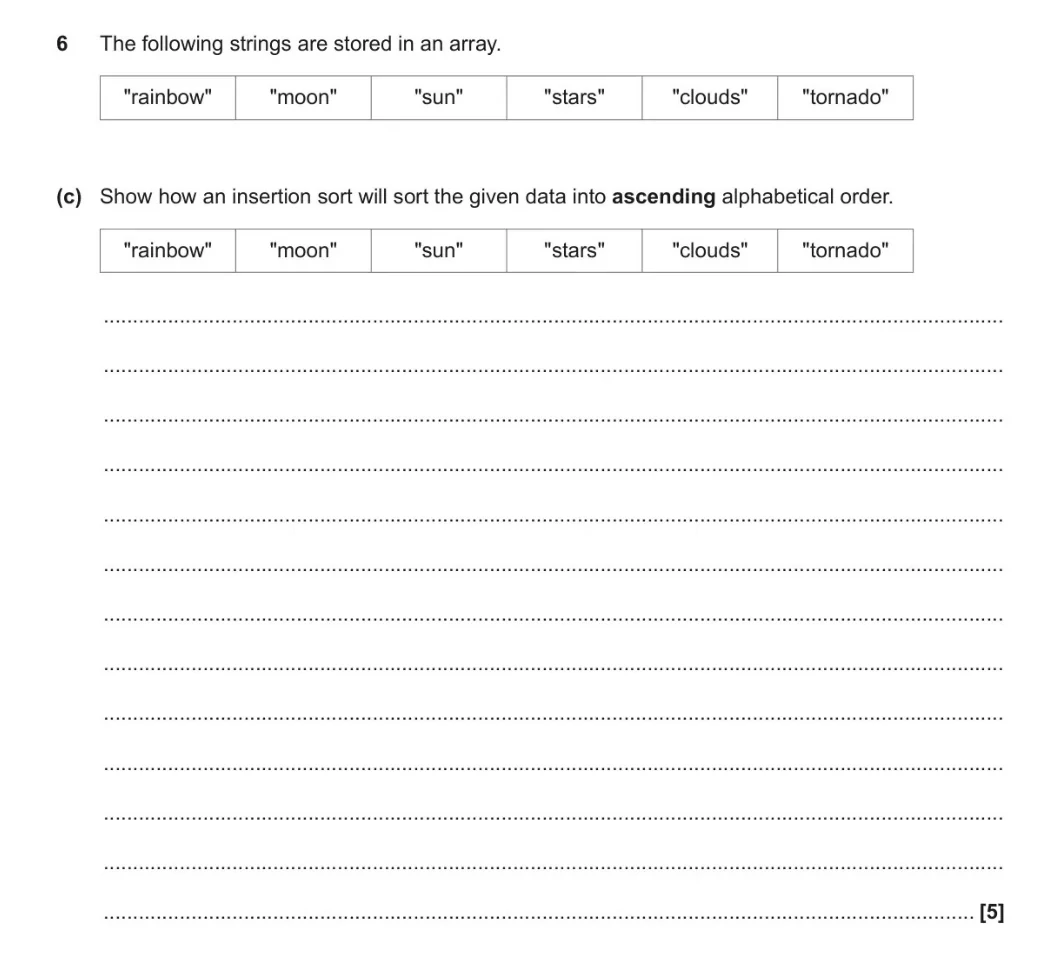 6 The following strings are stored in an array.
"rainbow" "moon" "sun" "stars" "clouds" "tornado"
(c) Show how an insertion sort will sort the given data into ascending alphabetical order.
"rainbow" "moon" "sun" "stars" "clouds" "tornado"
[5]